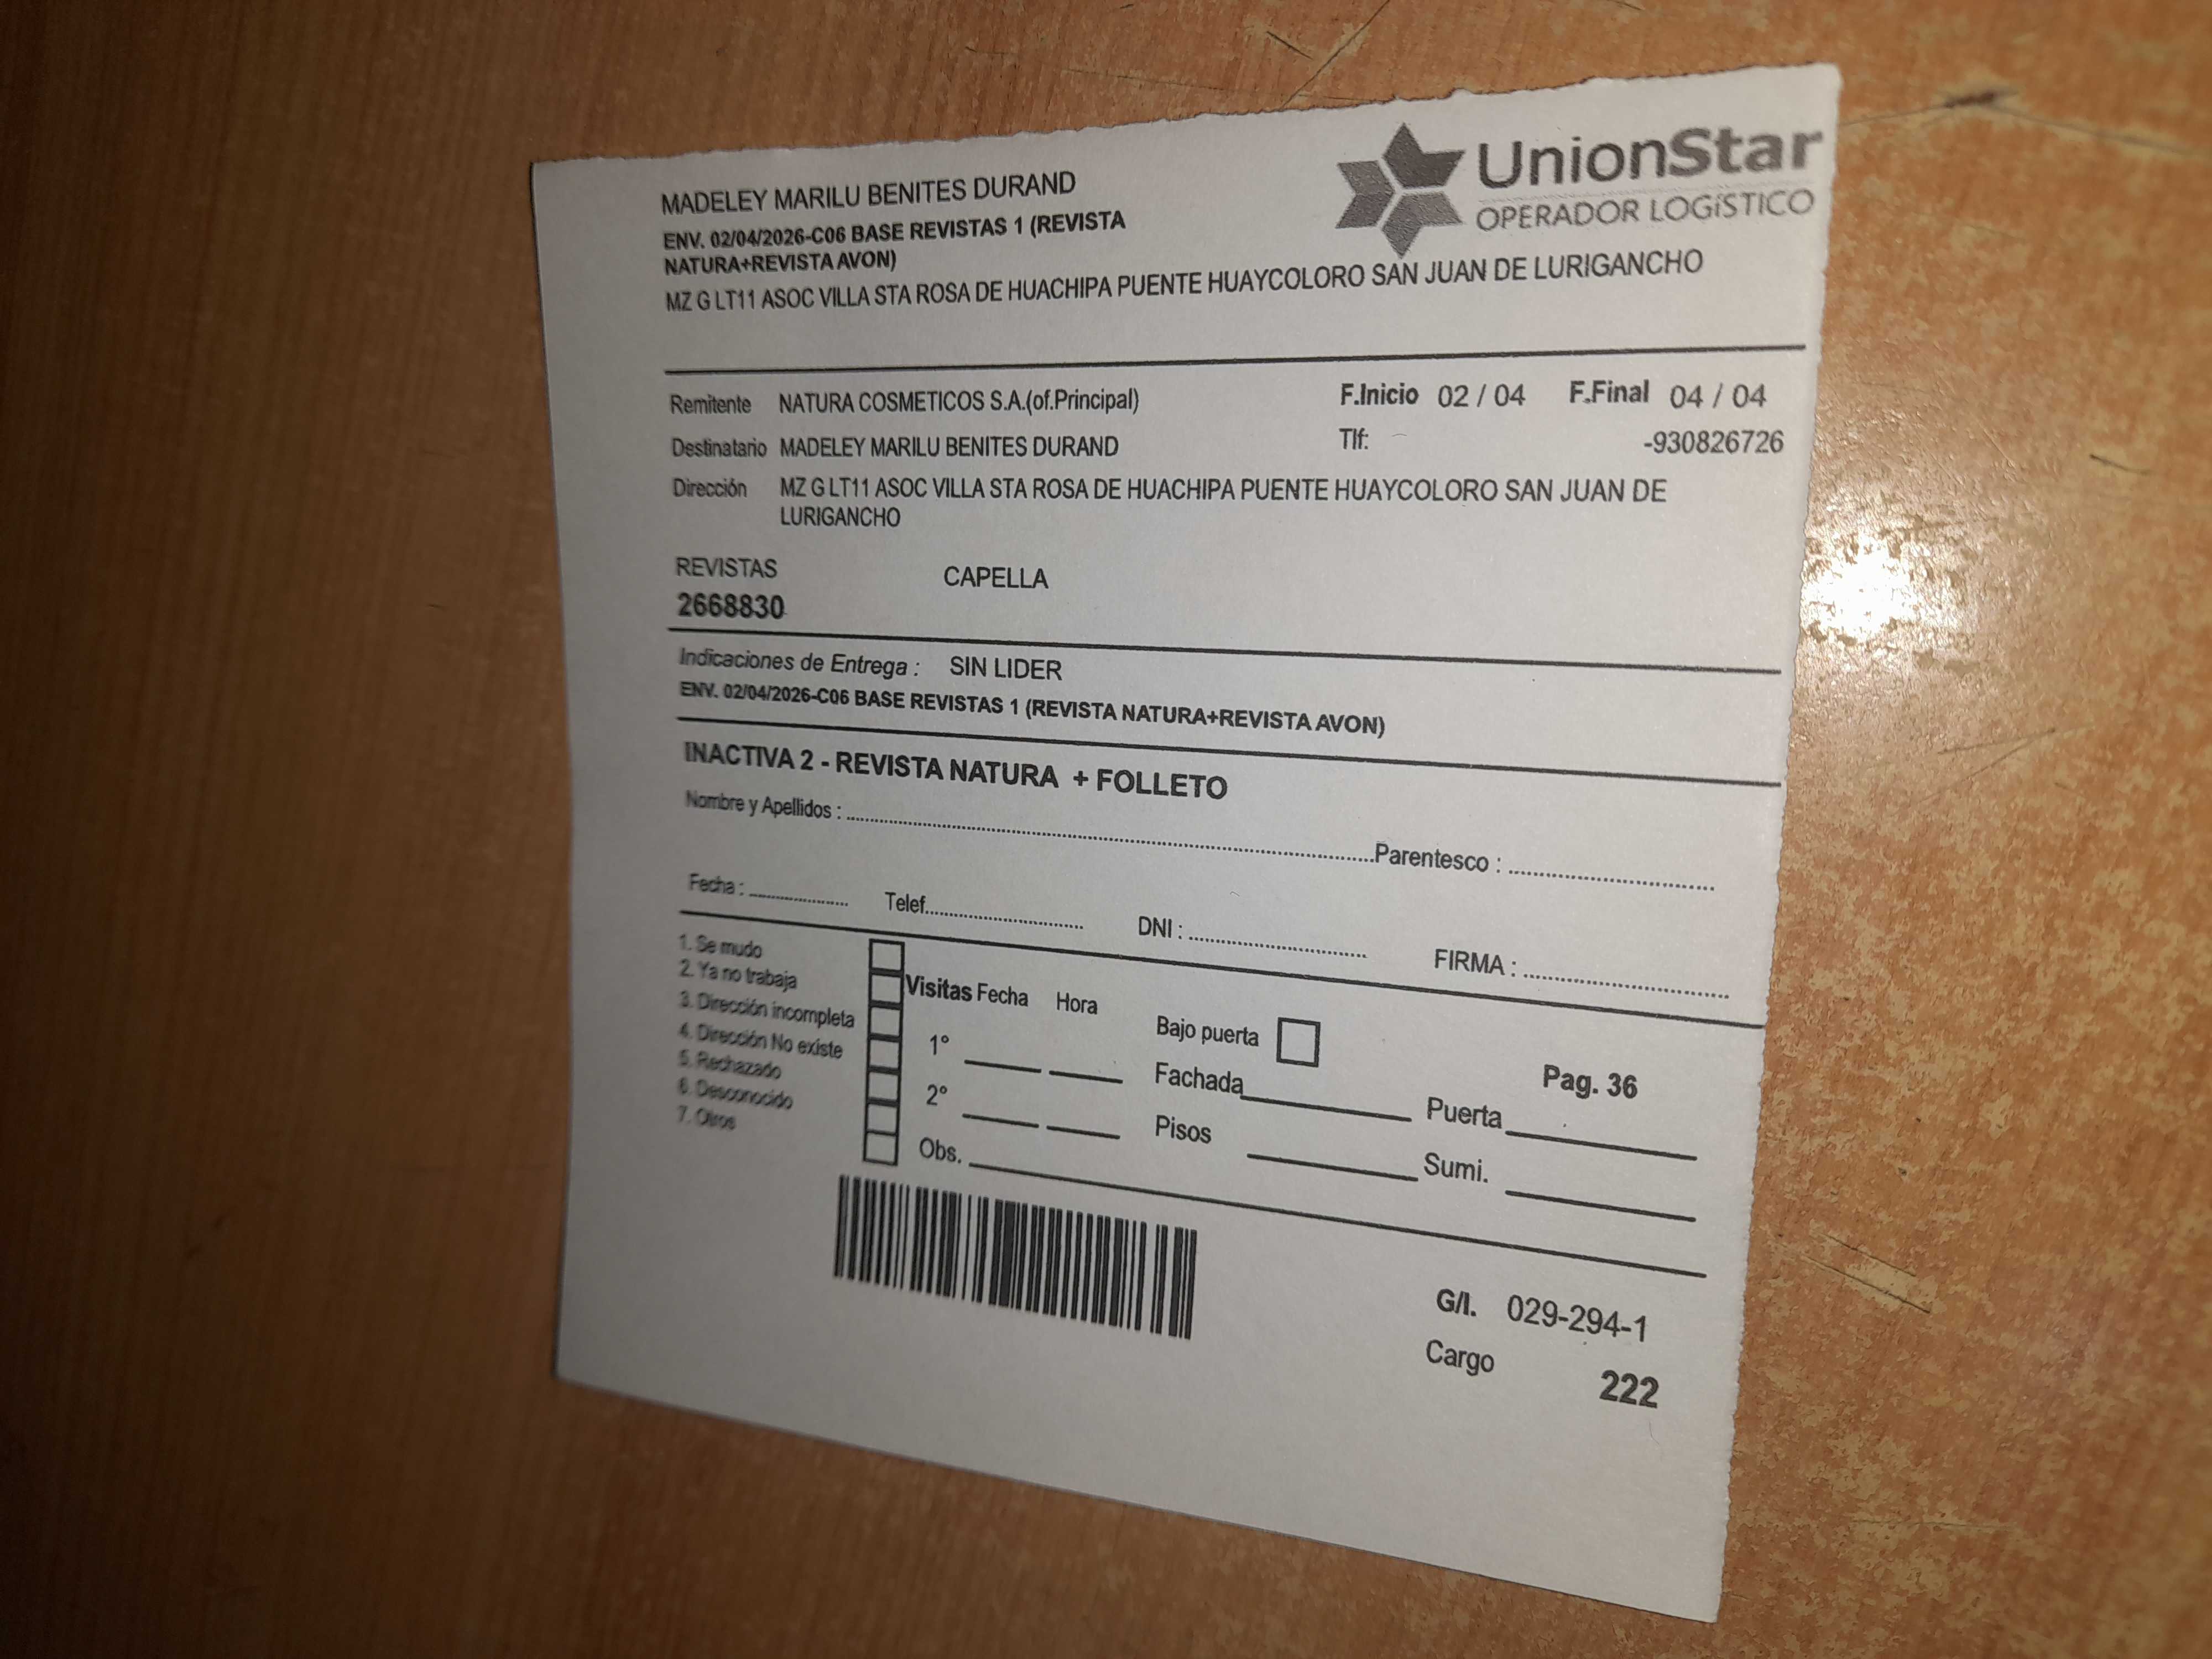 MADELEY MARILU BENITES DURAND
UnionStar
OPERADOR LOGíSTICO
ENV. 02/04/2026-C06 BASE REVISTAS 1 (REVISTA
NATURA+REVISTA AVON)
MZ G LT11 ASOC VILLA STA ROSA DE HUACHIPA PUENTE HUAYCOLORO SAN JUAN DE LURIGANCHO
Remitente NATURA COSMETICOS S.A.(of.Principal) F.Inicio 02 / 04 F.Final 04 / 04
Destinatario MADELEY MARILU BENITES DURAND Tlf: -930826726
Dirección MZ G LT11 ASOC VILLA STA ROSA DE HUACHIPA PUENTE HUAYCOLORO SAN JUAN DE
LURIGANCHO
REVISTAS CAPELLA
2668830
Indicaciones de Entrega : SIN LIDER
ENV. 02/04/2026-C06 BASE REVISTAS 1 (REVISTA NATURA+REVISTA AVON)
INACTIVA 2 - REVISTA NATURA + FOLLETO
Nombre y Apellidos : Parentesco :
Fecha : Telef. DNI : FIRMA :
1. Se mudo
2. Ya no trabaja
3. Dirección incompleta
4. Dirección No existe
5. Rechazado
6. Desconocido
7. Otros
Visitas Fecha Hora
1°
2°
Obs.
Bajo puerta
Fachada Puerta
Pisos Sumi.
Pag. 36
G/I. 029-294-1
Cargo 222